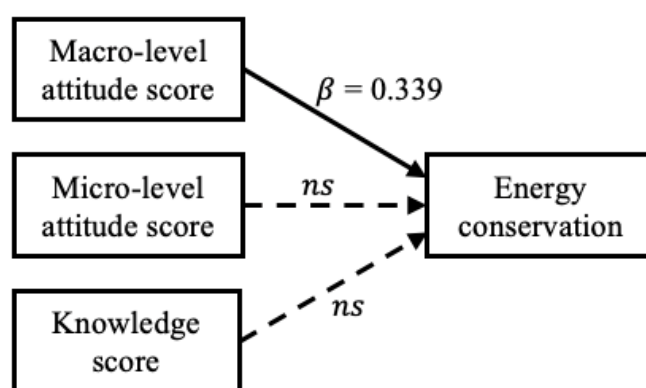 Macro-level
attitude score
β = 0.339
Micro-level
attitude score
ns
Energy
conservation
Knowledge
score
ns